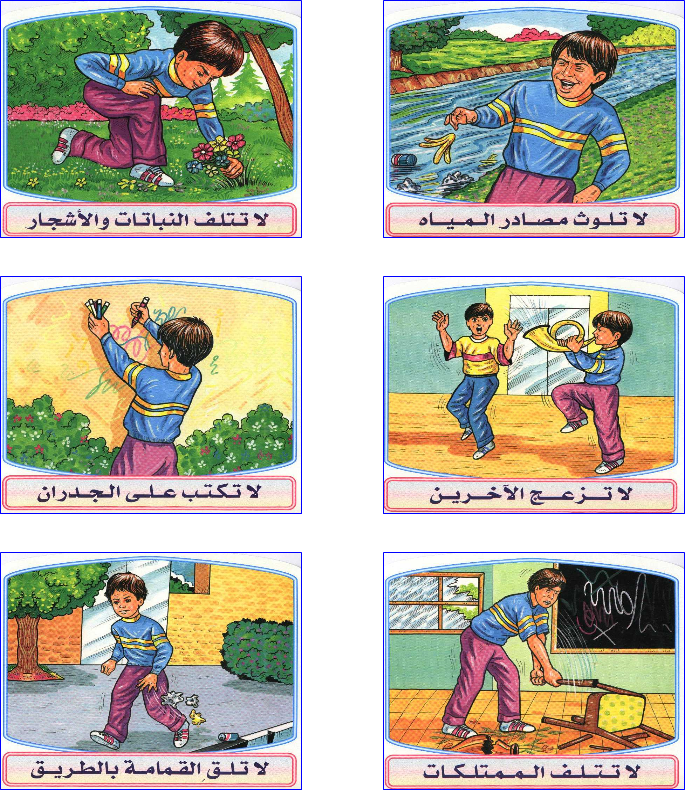 لا تلوث مصادر المياه
لا تتلف النباتات والأشجار
لا تزعج الآخرين
لا تكتب على الجدران
لا تتلف الممتلكات
لا تلق القمامة بالطريق